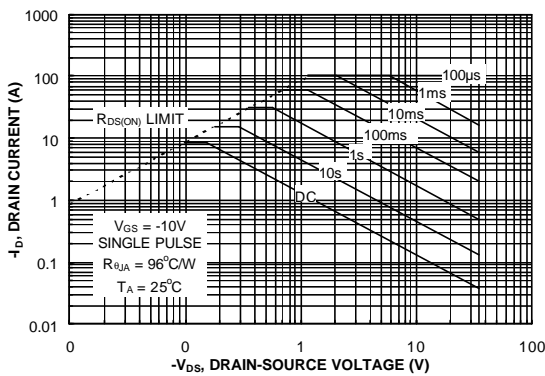 1000
100
10
1
0.1
0.01
-I_D, DRAIN CURRENT (A)
R_DS(ON) LIMIT
100μs
1ms
10ms
100ms
1s
10s
DC
V_GS = -10V
SINGLE PULSE
R_θJA = 96°C/W
T_A = 25°C
0 0 1 10 100
-V_DS, DRAIN-SOURCE VOLTAGE (V)